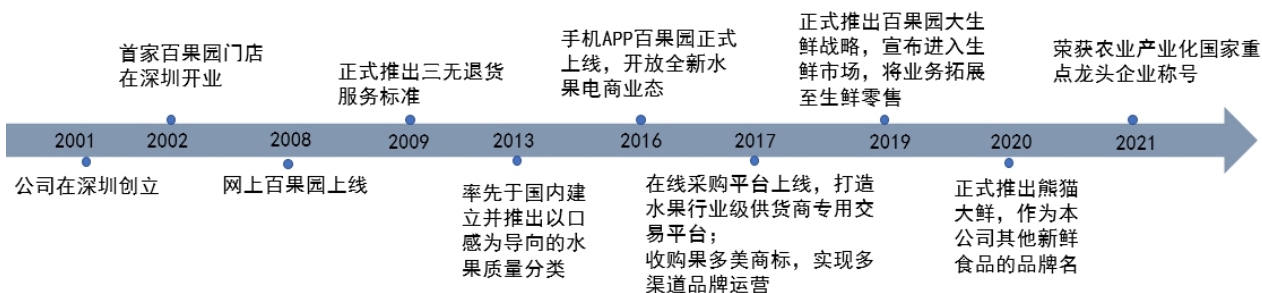 首家百果园门店
在深圳开业
正式推出三无退货
服务标准
手机APP百果园正式
上线，开放全新水
果电商业态
正式推出百果园大生
鲜战略，宣布进入生
鲜市场，将业务拓展
至生鲜零售
荣获农业产业化国家重
点龙头企业称号
2001 2002 2008 2009 2013 2016 2017 2019 2020 2021
公司在深圳创立
网上百果园上线
率先于国内建
立并推出以口
感为导向的水
果质量分类
在线采购平台上线，打造
水果行业级供货商专用交
易平台；
收购果多美商标，实现多
渠道品牌运营
正式推出熊猫
大鲜，作为本
公司其他新鲜
食品的品牌名